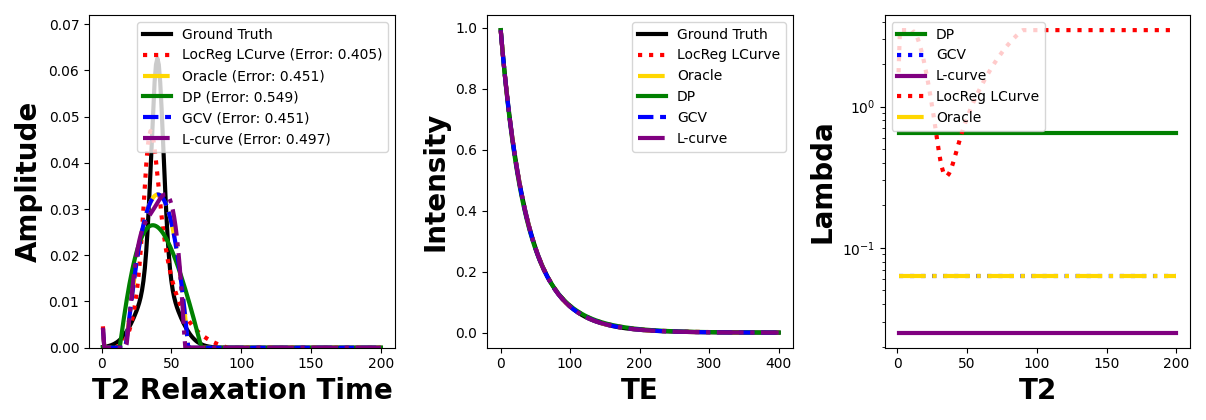 0.07
0.06
0.05
0.04
0.03
0.02
0.01
0.00
Amplitude
Ground Truth
LocReg LCurve (Error: 0.405)
Oracle (Error: 0.451)
DP (Error: 0.549)
GCV (Error: 0.451)
L-curve (Error: 0.497)
0 50 100 150 200
T2 Relaxation Time
1.0
0.8
0.6
0.4
0.2
0.0
Intensity
Ground Truth
LocReg LCurve
Oracle
DP
GCV
L-curve
0 100 200 300 400
TE
10⁰
10⁻¹
Lambda
DP
GCV
L-curve
LocReg LCurve
Oracle
0 50 100 150 200
T2